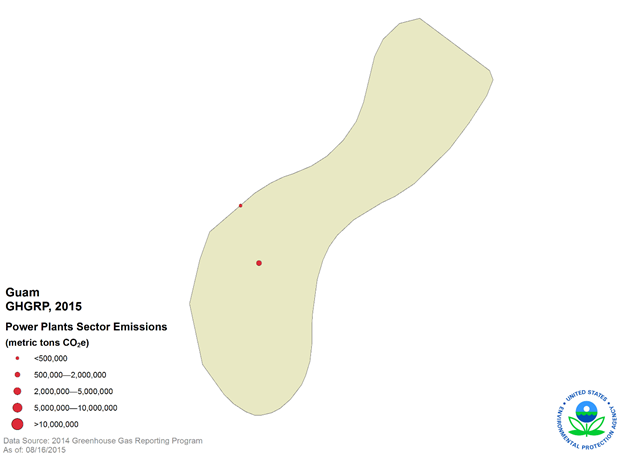 Guam
GHGRP, 2015
Power Plants Sector Emissions
(metric tons CO₂e)
<500,000
500,000—2,000,000
2,000,000—5,000,000
5,000,000—10,000,000
>10,000,000
Data Source: 2014 Greenhouse Gas Reporting Program
As of: 08/16/2015
UNITED STATES
ENVIRONMENTAL PROTECTION AGENCY